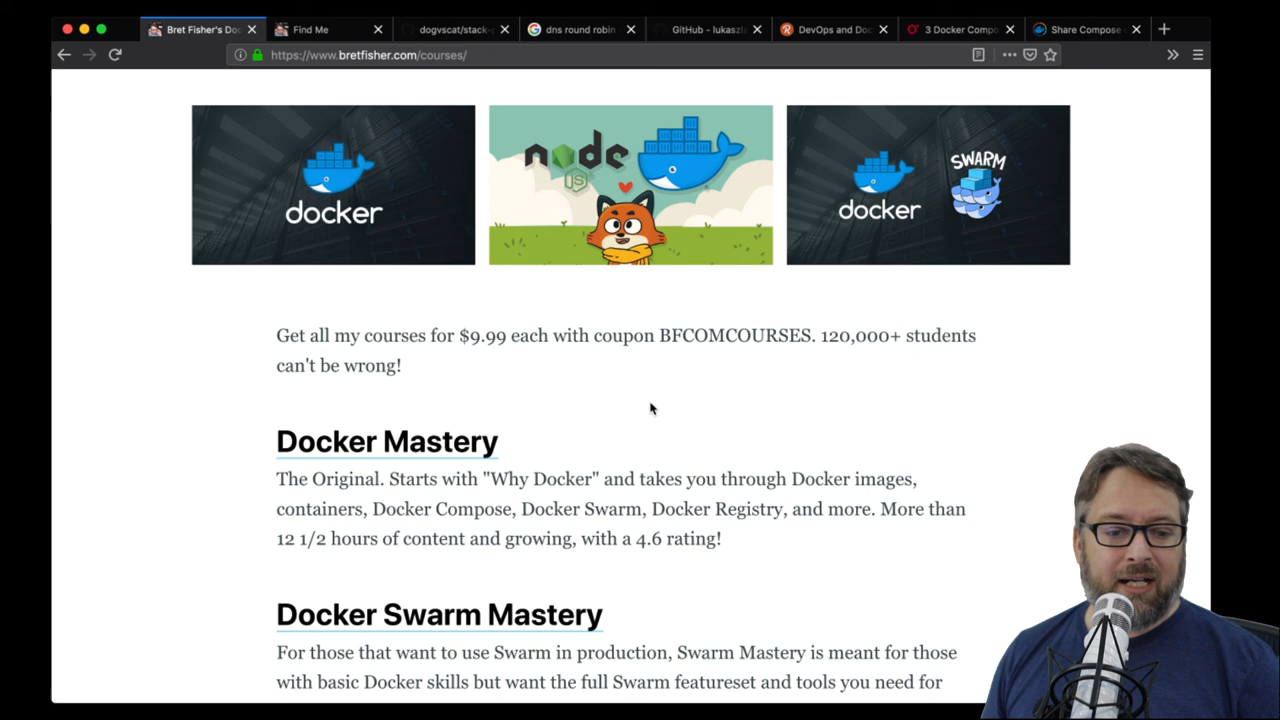 Bret Fisher's Doc
Find Me
dogvscat/stack-
dns round robin
GitHub - lukaszla
DevOps and Doc
3 Docker Compo
Share Compose
https://www.bretfisher.com/courses/
docker
node
JS
docker
SWARM
Get all my courses for $9.99 each with coupon BFCOMCOURSES. 120,000+ students
can't be wrong!
Docker Mastery
The Original. Starts with "Why Docker" and takes you through Docker images,
containers, Docker Compose, Docker Swarm, Docker Registry, and more. More than
12 1/2 hours of content and growing, with a 4.6 rating!
Docker Swarm Mastery
For those that want to use Swarm in production, Swarm Mastery is meant for those
with basic Docker skills but want the full Swarm featureset and tools you need for